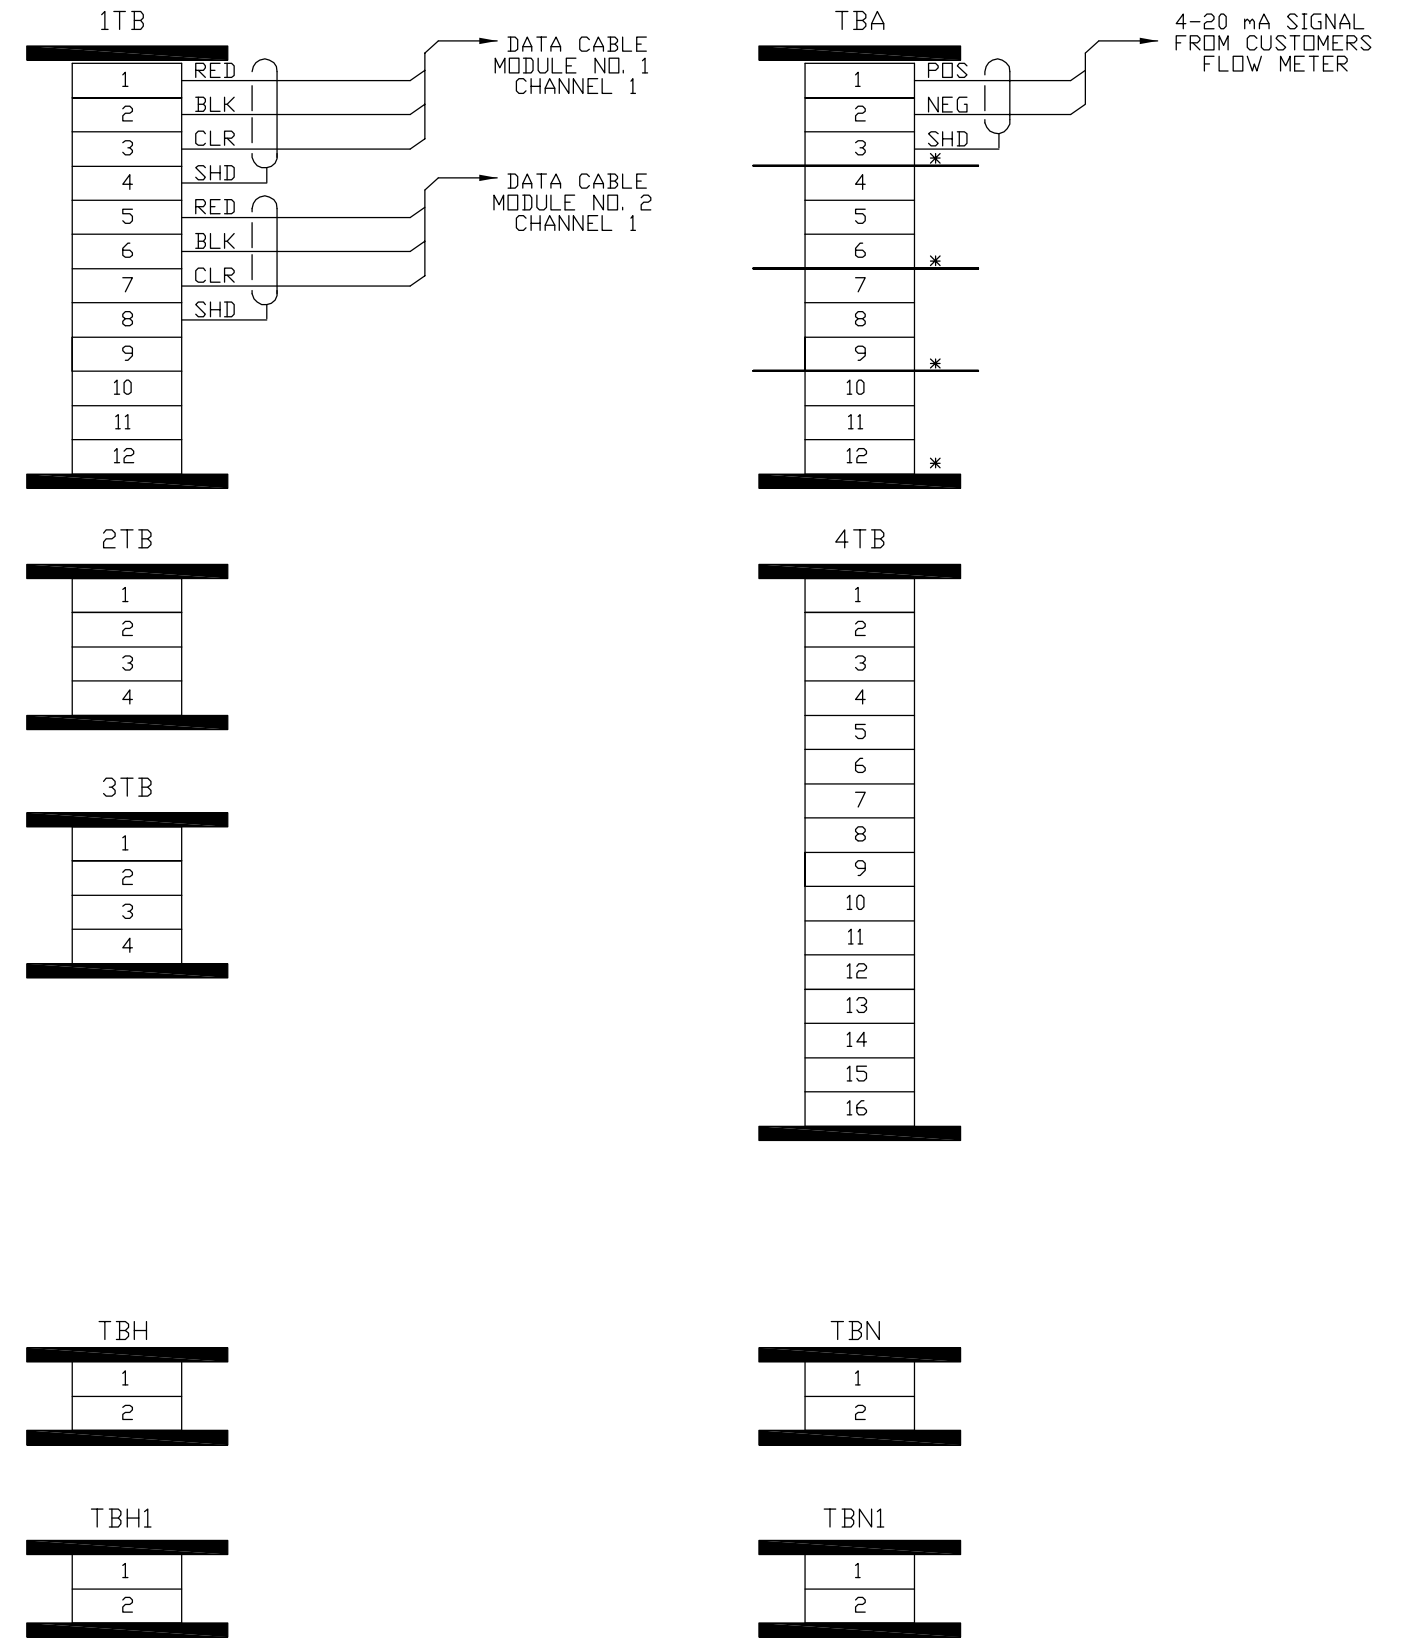 1TB
1
2
3
4
5
6
7
8
9
10
11
12
RED
BLK
CLR
SHD
RED
BLK
CLR
SHD
DATA CABLE
MODULE NO. 1
CHANNEL 1
DATA CABLE
MODULE NO. 2
CHANNEL 1
TBA
1
2
3
4
5
6
7
8
9
10
11
12
POS
NEG
SHD
*
*
*
*
4-20 mA SIGNAL
FROM CUSTOMERS
FLOW METER
2TB
1
2
3
4
4TB
1
2
3
4
5
6
7
8
9
10
11
12
13
14
15
16
3TB
1
2
3
4
TBH
1
2
TBN
1
2
TBH1
1
2
TBN1
1
2